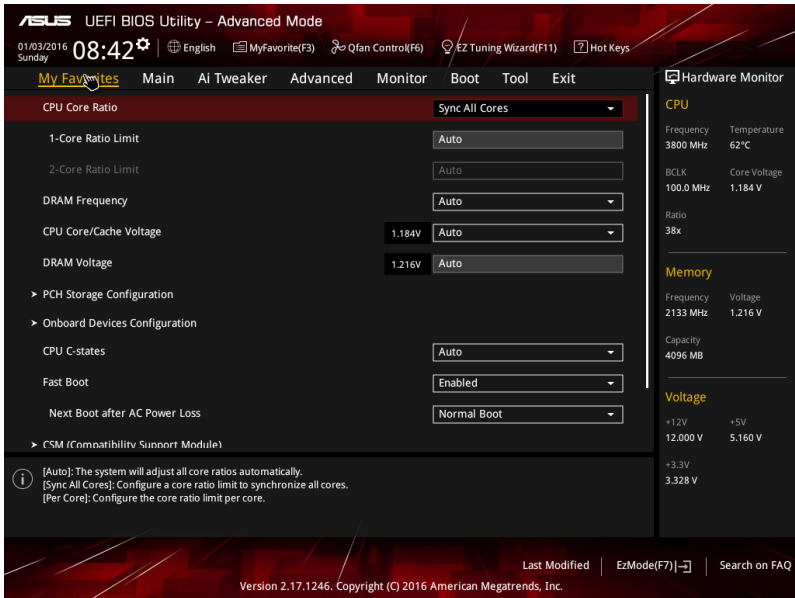 ASUS UEFI BIOS Utility – Advanced Mode
01/03/2016 Sunday 08:42 English MyFavorite(F3) Qfan Control(F6) EZ Tuning Wizard(F11) ? Hot Keys
My Favorites Main Ai Tweaker Advanced Monitor Boot Tool Exit
CPU Core Ratio Sync All Cores
1-Core Ratio Limit Auto
2-Core Ratio Limit Auto
DRAM Frequency Auto
CPU Core/Cache Voltage 1.184V Auto
DRAM Voltage 1.216V Auto
> PCH Storage Configuration
> Onboard Devices Configuration
CPU C-states Auto
Fast Boot Enabled
Next Boot after AC Power Loss Normal Boot
> CSM (Compatibility Support Module)
[Auto]: The system will adjust all core ratios automatically.
[Sync All Cores]: Configure a core ratio limit to synchronize all cores.
[Per Core]: Configure the core ratio limit per core.
Hardware Monitor
CPU
Frequency Temperature
3800 MHz 62°C
BCLK Core Voltage
100.0 MHz 1.184 V
Ratio
38x
Memory
Frequency Voltage
2133 MHz 1.216 V
Capacity
4096 MB
Voltage
+12V +5V
12.000 V 5.160 V
+3.3V
3.328 V
Last Modified EzMode(F7) Search on FAQ
Version 2.17.1246. Copyright (C) 2016 American Megatrends, Inc.